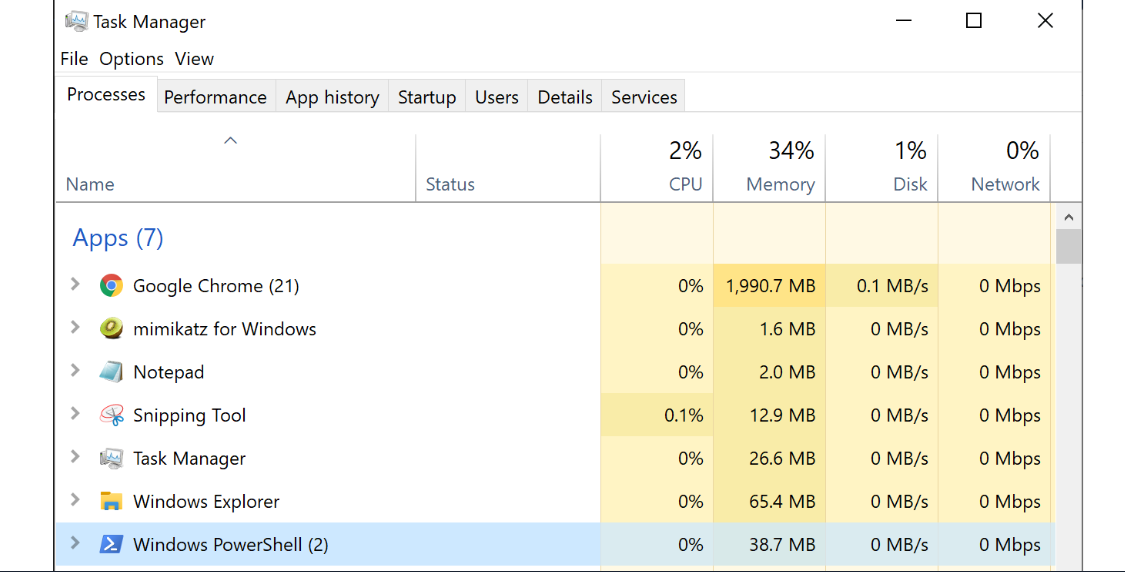 Task Manager
File Options View
Processes Performance App history Startup Users Details Services
2% 34% 1% 0%
Name Status CPU Memory Disk Network
Apps (7)
Google Chrome (21) 0% 1,990.7 MB 0.1 MB/s 0 Mbps
mimikatz for Windows 0% 1.6 MB 0 MB/s 0 Mbps
Notepad 0% 2.0 MB 0 MB/s 0 Mbps
Snipping Tool 0.1% 12.9 MB 0 MB/s 0 Mbps
Task Manager 0% 26.6 MB 0 MB/s 0 Mbps
Windows Explorer 0% 65.4 MB 0 MB/s 0 Mbps
Windows PowerShell (2) 0% 38.7 MB 0 MB/s 0 Mbps